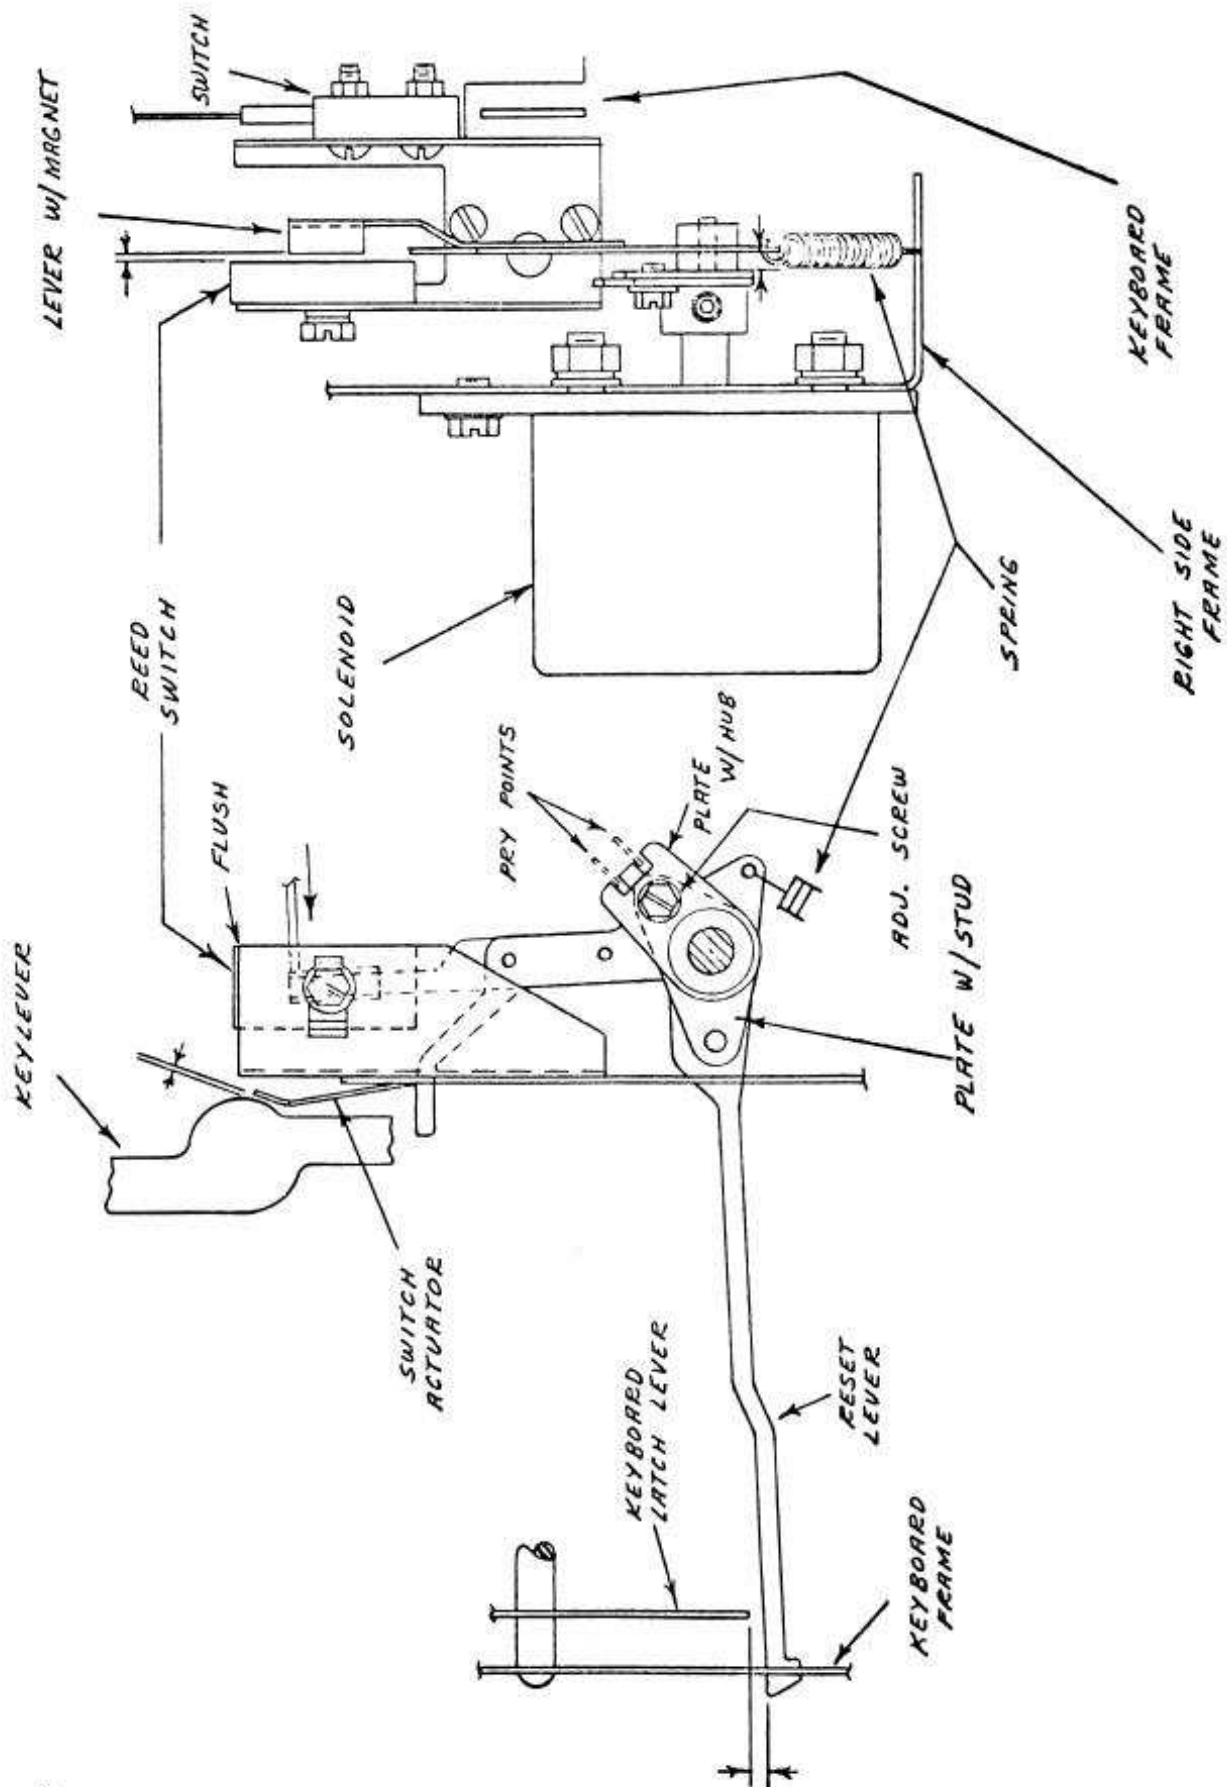 KEYLEVER
REED
SWITCH
LEVER W/ MAGNET
SWITCH
FLUSH
SWITCH
ACTUATOR
SOLENOID
PRY POINTS
PLATE
W/ HUB
KEYBOARD
LATCH LEVER
ADJ. SCREW
PLATE W/ STUD
RESET
LEVER
KEYBOARD
FRAME
SPRING
RIGHT SIDE
FRAME
KEYBOARD
FRAME